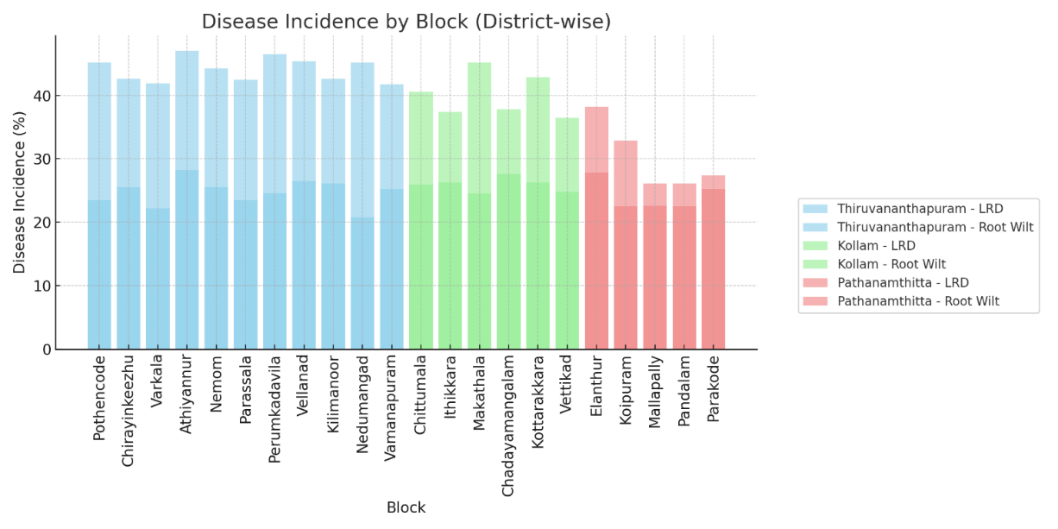 Disease Incidence by Block (District-wise)
Disease Incidence (%)
40
30
20
10
0
Pothencode
Chirayinkeezhu
Varkala
Athiyannur
Nemom
Parassala
Perumkadavila
Vellanad
Kilimanoor
Nedumangad
Vamanapuram
Chittumala
Ithikkara
Makathala
Chadayamangalam
Kottarakkara
Vettikad
Elanthur
Koipuram
Mallapally
Pandalam
Parakode
Block
Thiruvananthapuram - LRD
Thiruvananthapuram - Root Wilt
Kollam - LRD
Kollam - Root Wilt
Pathanamthitta - LRD
Pathanamthitta - Root Wilt